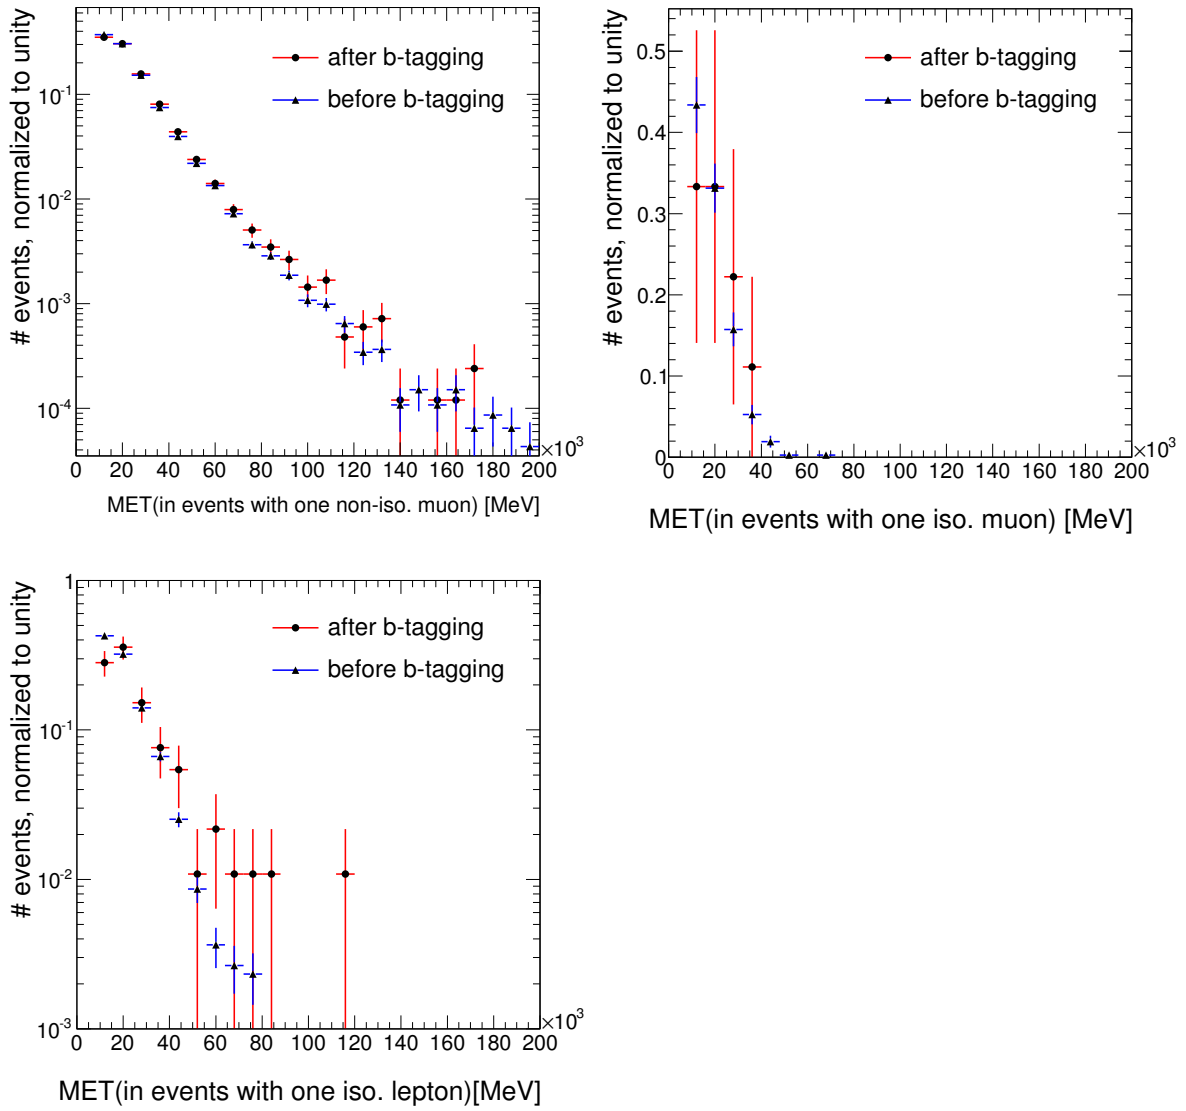 # events, normalized to unity
after b-tagging
before b-tagging
10⁻¹
10⁻²
10⁻³
10⁻⁴
0 20 40 60 80 100 120 140 160 180 200
×10³
MET(in events with one non-iso. muon) [MeV]
# events, normalized to unity
after b-tagging
before b-tagging
0.5
0.4
0.3
0.2
0.1
0
0 20 40 60 80 100 120 140 160 180 200
×10³
MET(in events with one iso. muon) [MeV]
# events, normalized to unity
after b-tagging
before b-tagging
1
10⁻¹
10⁻²
10⁻³
0 20 40 60 80 100 120 140 160 180 200
×10³
MET(in events with one iso. lepton)[MeV]